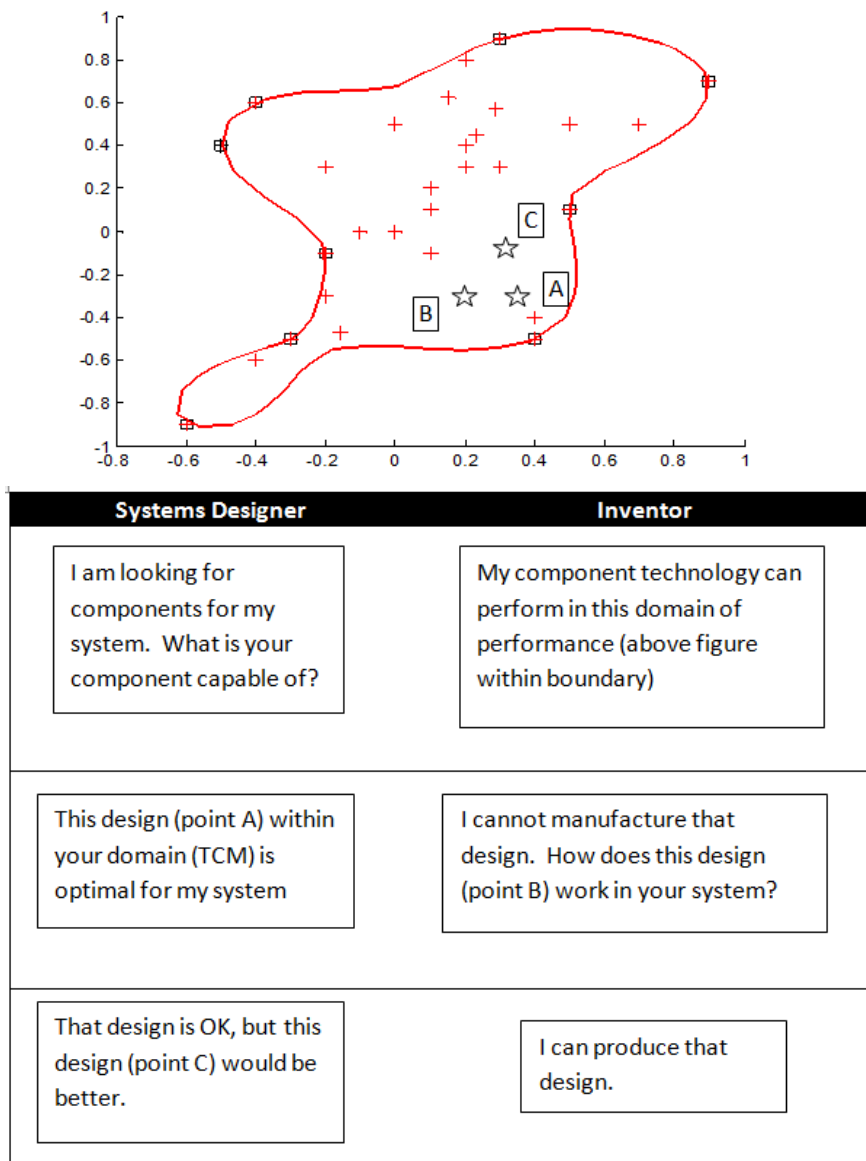 1
0.8
0.6
0.4
0.2
0
-0.2
-0.4
-0.6
-0.8
-1
-0.8 -0.6 -0.4 -0.2 0 0.2 0.4 0.6 0.8 1
C
A
B
Systems Designer
Inventor
I am looking for
components for my
system. What is your
component capable of?
My component technology can
perform in this domain of
performance (above figure
within boundary)
This design (point A) within
your domain (TCM) is
optimal for my system
I cannot manufacture that
design. How does this design
(point B) work in your system?
That design is OK, but this
design (point C) would be
better.
I can produce that
design.